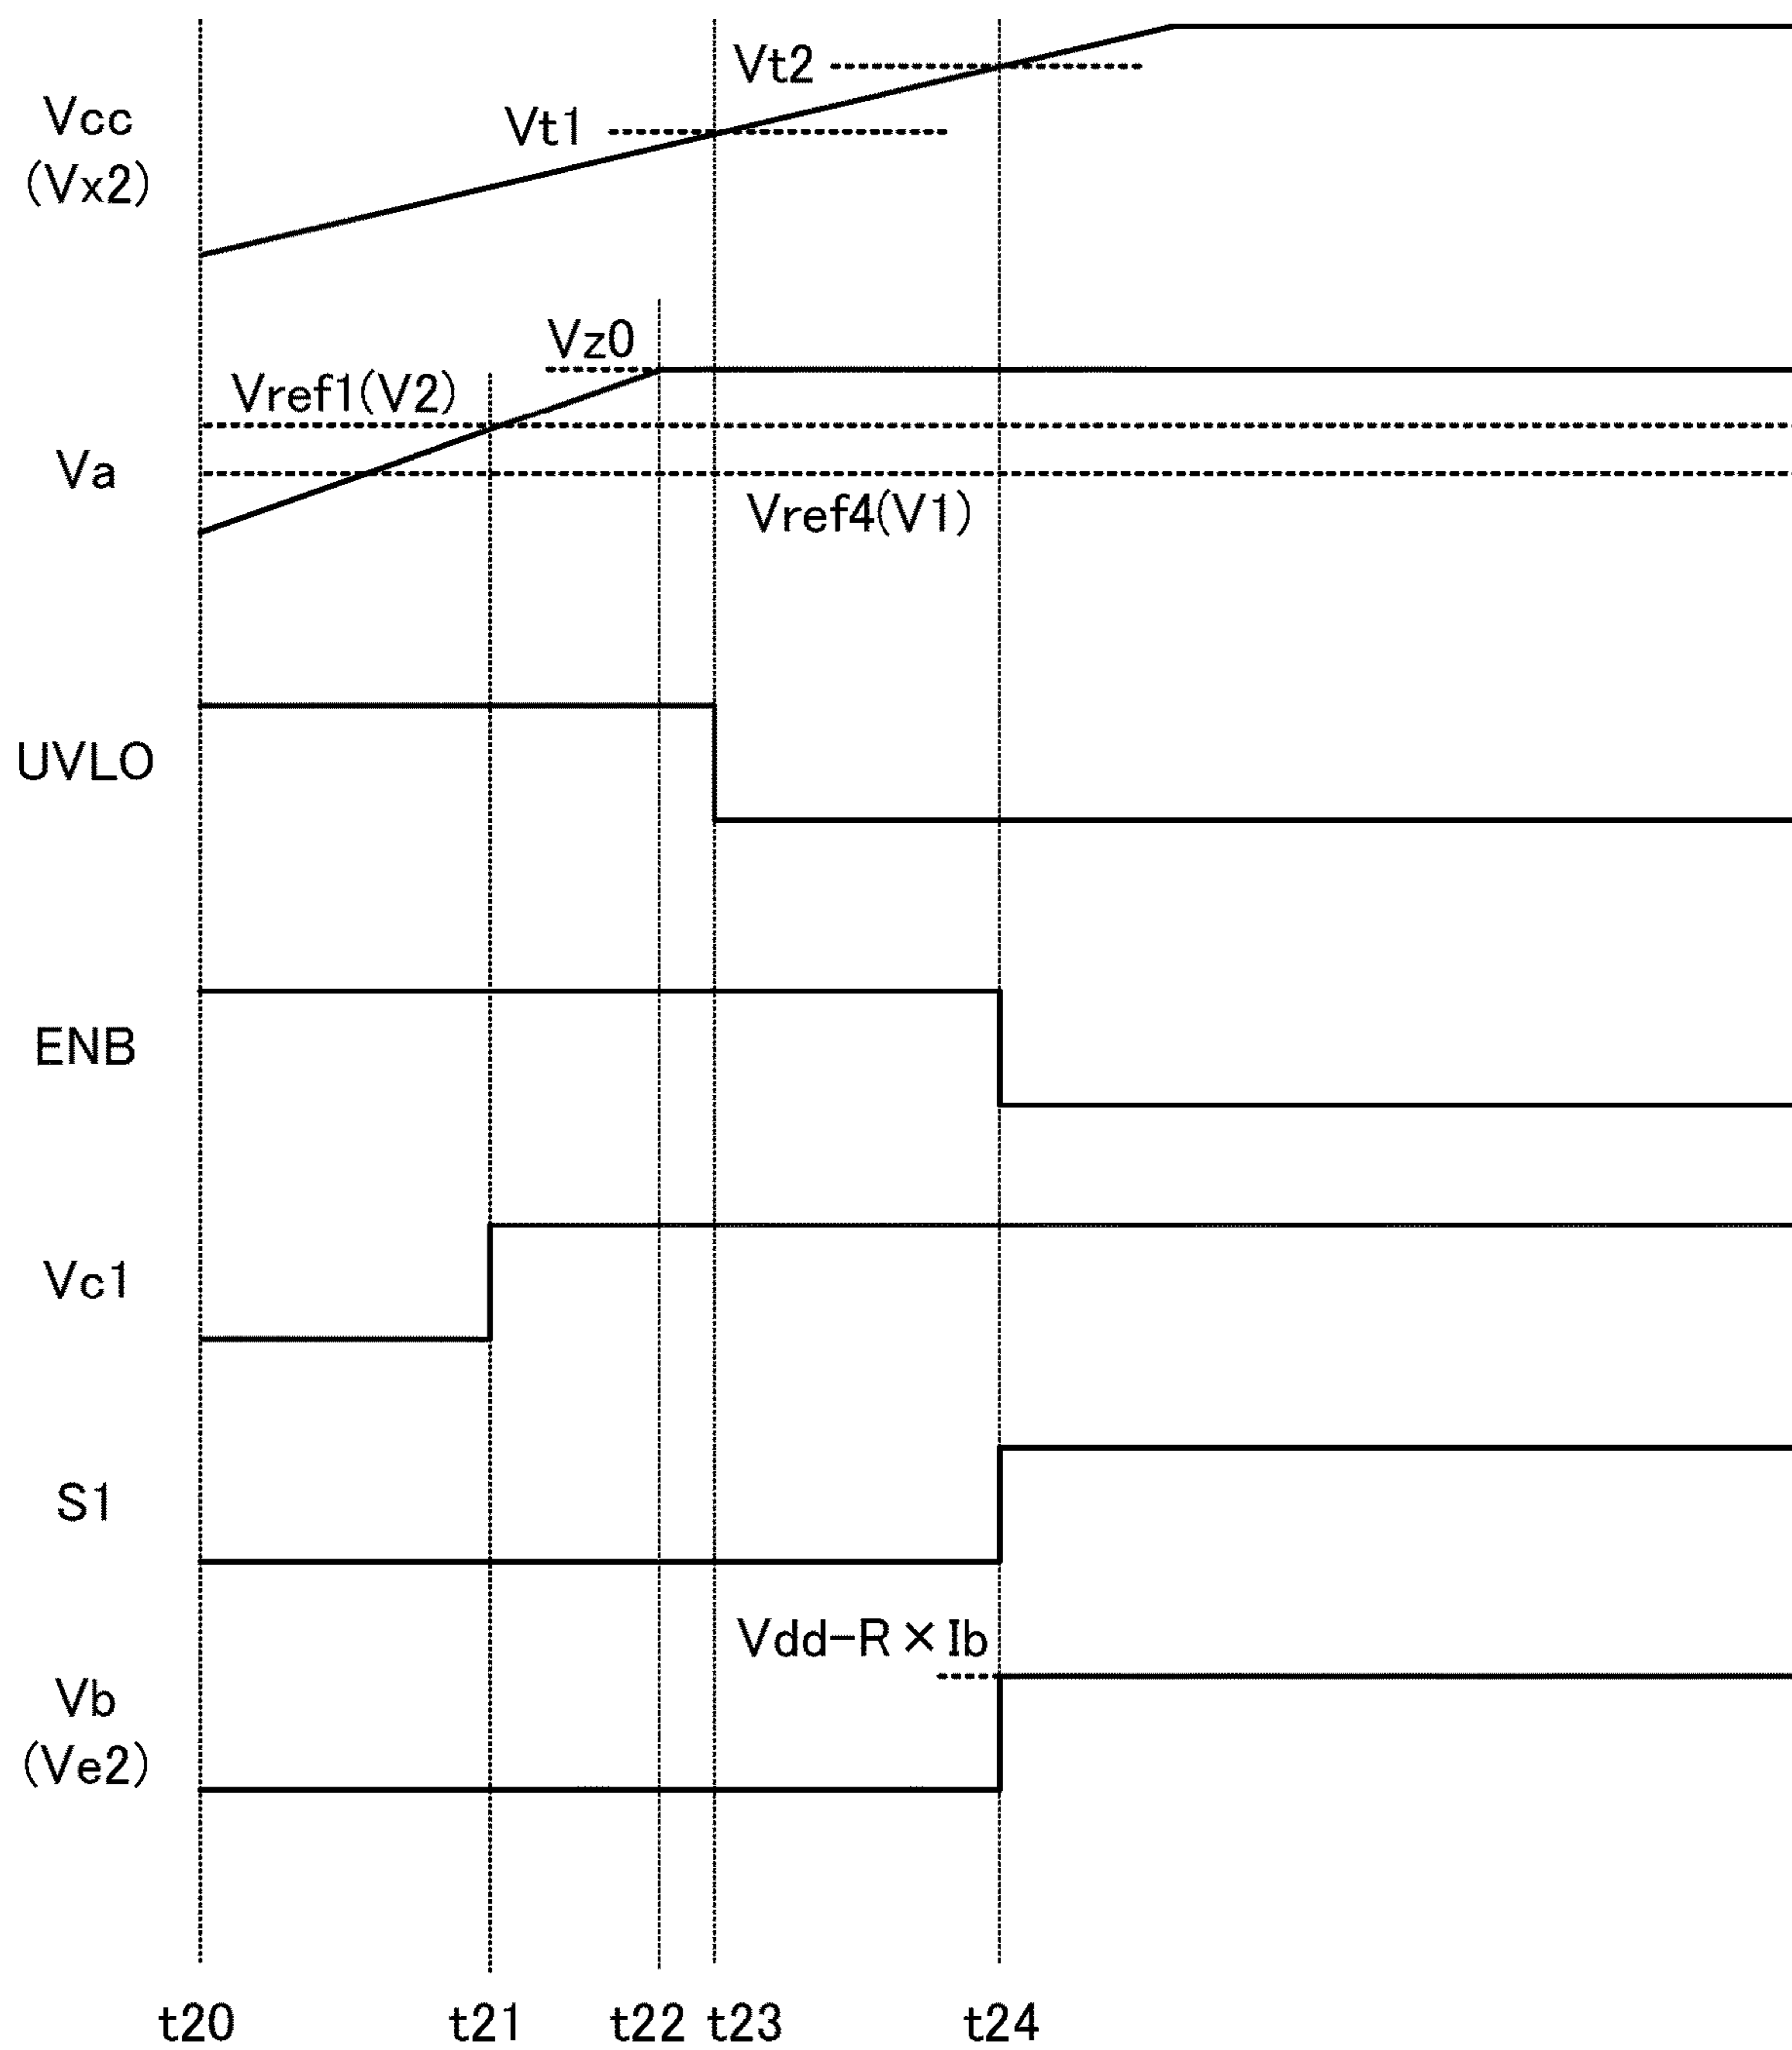 Vcc
(Vx2)
Vt2
Vt1
Vz0
Vref1(V2)
Va
Vref4(V1)
UVLO
ENB
Vc1
S1
Vdd-R×Ib
Vb
(Ve2)
t20 t21 t22 t23 t24